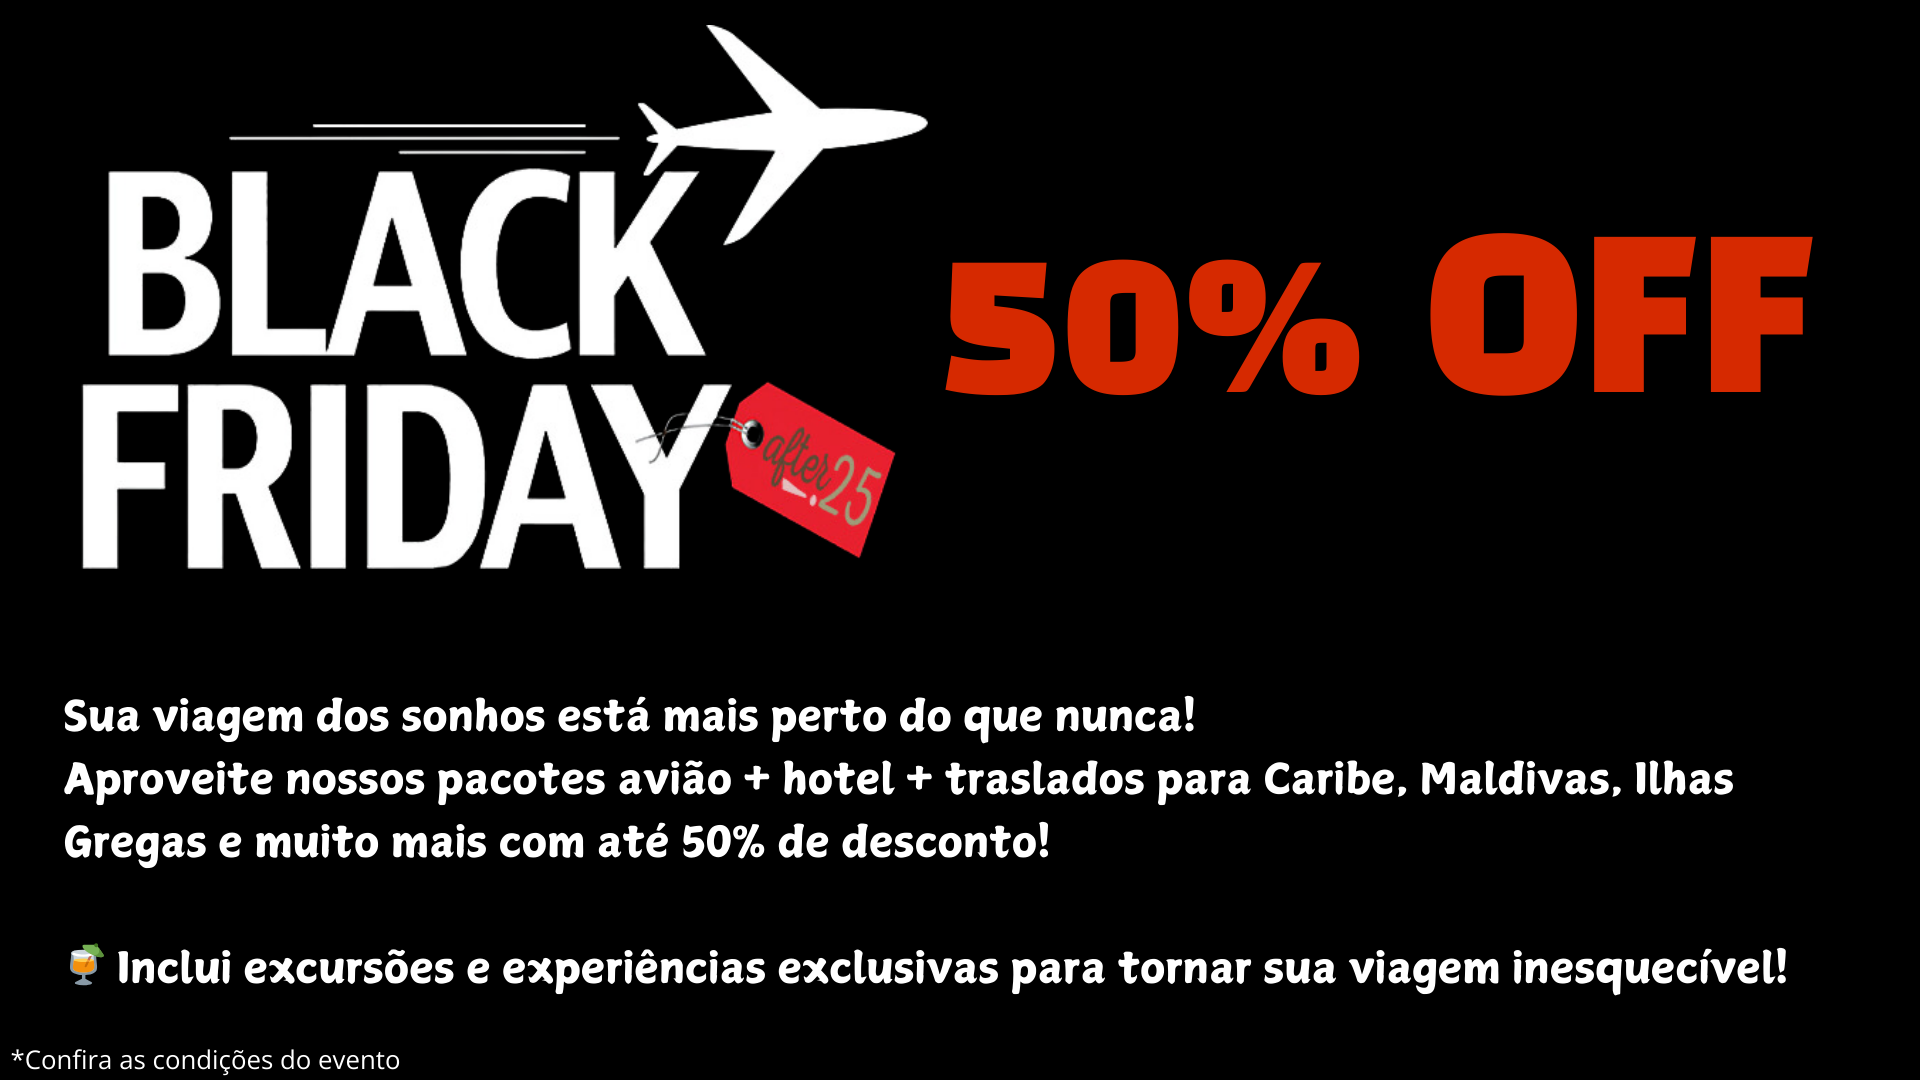 BLACK
FRIDAY
after.25
50% OFF
Sua viagem dos sonhos está mais perto do que nunca!
Aproveite nossos pacotes avião + hotel + traslados para Caribe, Maldivas, Ilhas
Gregas e muito mais com até 50% de desconto!
🍹 Inclui excursões e experiências exclusivas para tornar sua viagem inesquecível!
*Confira as condições do evento